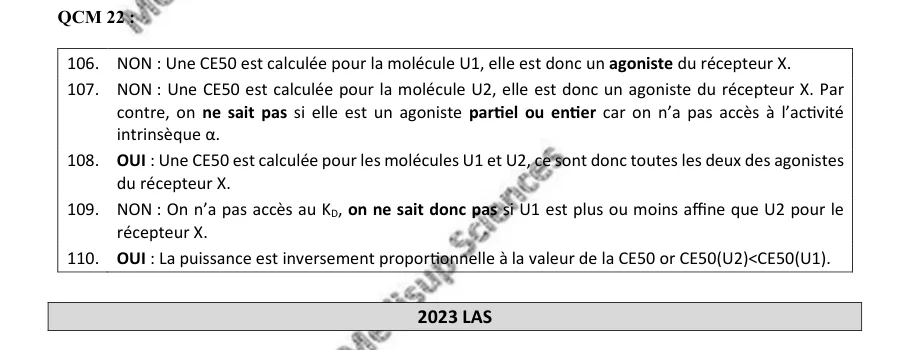 QCM 22 :
106. NON : Une CE50 est calculée pour la molécule U1, elle est donc un agoniste du récepteur X.
107. NON : Une CE50 est calculée pour la molécule U2, elle est donc un agoniste du récepteur X. Par
contre, on ne sait pas si elle est un agoniste partiel ou entier car on n’a pas accès à l’activité
intrinsèque α.
108. OUI : Une CE50 est calculée pour les molécules U1 et U2, ce sont donc toutes les deux des agonistes
du récepteur X.
109. NON : On n’a pas accès au KD, on ne sait donc pas si U1 est plus ou moins affine que U2 pour le
récepteur X.
110. OUI : La puissance est inversement proportionnelle à la valeur de la CE50 or CE50(U2)<CE50(U1).
2023 LAS